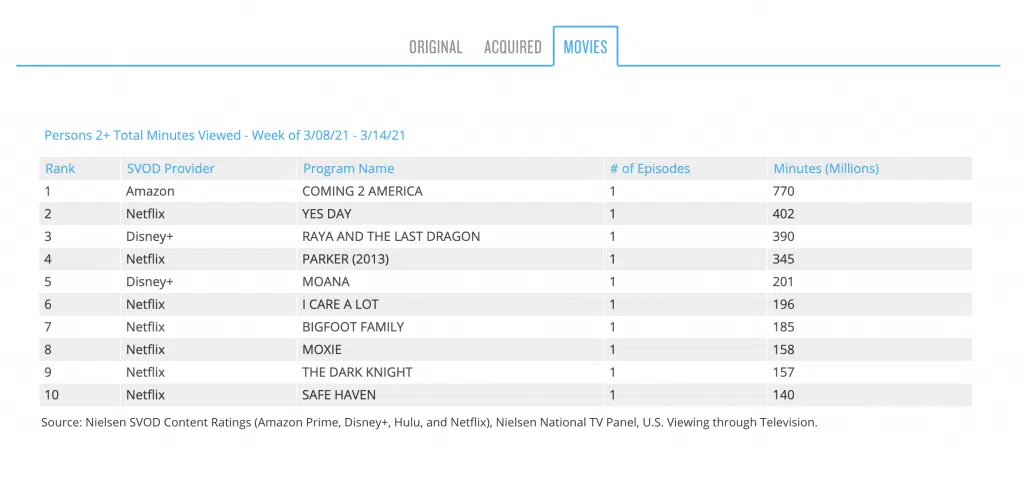 ORIGINAL ACQUIRED MOVIES
Persons 2+ Total Minutes Viewed - Week of 3/08/21 - 3/14/21
Rank SVOD Provider Program Name # of Episodes Minutes (Millions)
1 Amazon COMING 2 AMERICA 1 770
2 Netflix YES DAY 1 402
3 Disney+ RAYA AND THE LAST DRAGON 1 390
4 Netflix PARKER (2013) 1 345
5 Disney+ MOANA 1 201
6 Netflix I CARE A LOT 1 196
7 Netflix BIGFOOT FAMILY 1 185
8 Netflix MOXIE 1 158
9 Netflix THE DARK KNIGHT 1 157
10 Netflix SAFE HAVEN 1 140
Source: Nielsen SVOD Content Ratings (Amazon Prime, Disney+, Hulu, and Netflix), Nielsen National TV Panel, U.S. Viewing through Television.